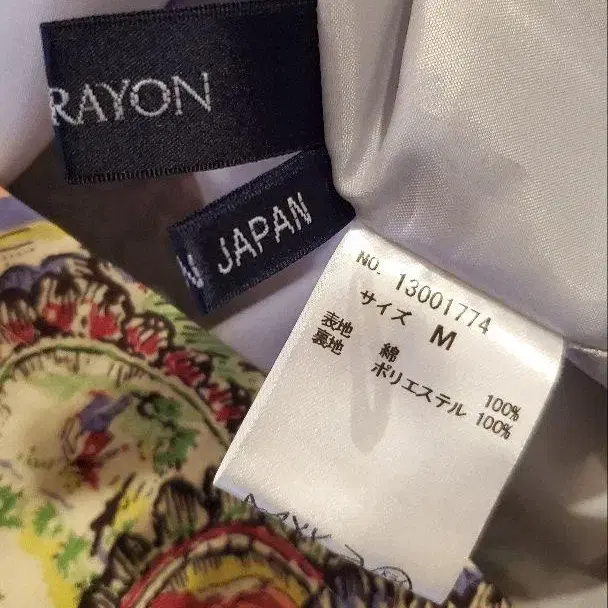 RAYON
N JAPAN
NO. 13001774
サイズ M
表地 綿 100%
裏地 ポリエステル 100%